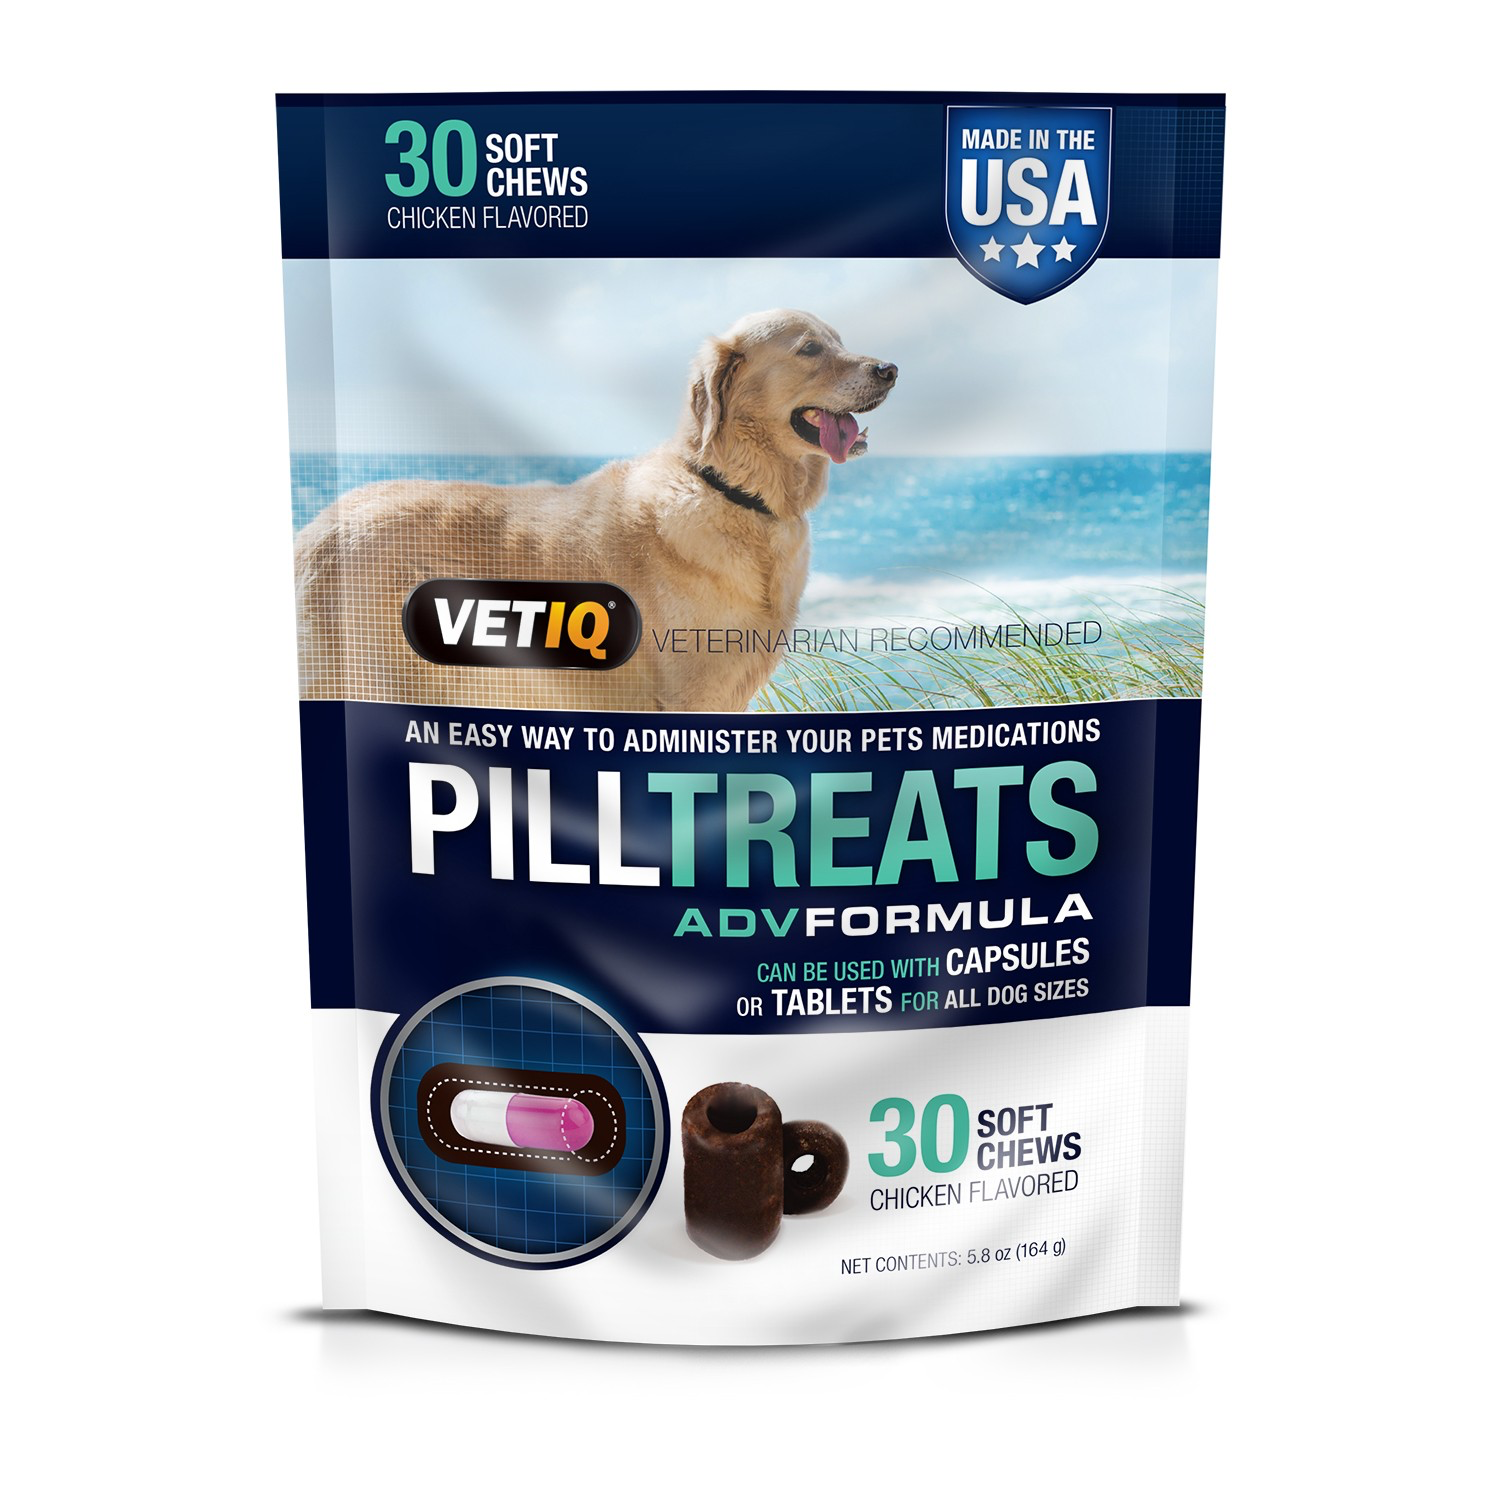 30 SOFT
CHEWS
CHICKEN FLAVORED
MADE IN THE
USA
VETIQ® VETERINARIAN RECOMMENDED
AN EASY WAY TO ADMINISTER YOUR PETS MEDICATIONS
PILLTREATS
ADVFORMULA
CAN BE USED WITH CAPSULES
OR TABLETS FOR ALL DOG SIZES
30 SOFT
CHEWS
CHICKEN FLAVORED
NET CONTENTS: 5.8 oz (164 g)